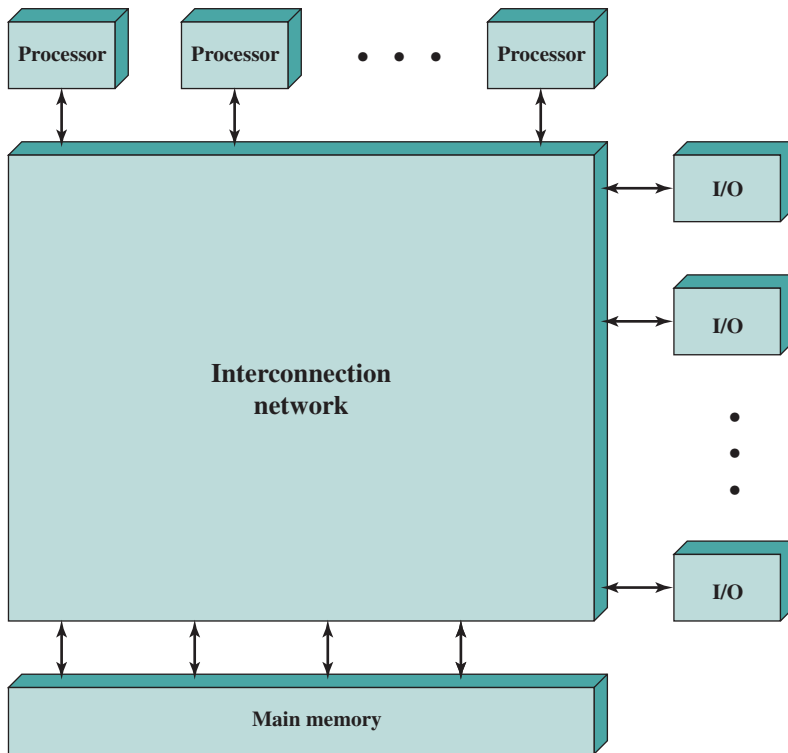 Processor
Processor
Processor
I/O
I/O
Interconnection
network
I/O
Main memory